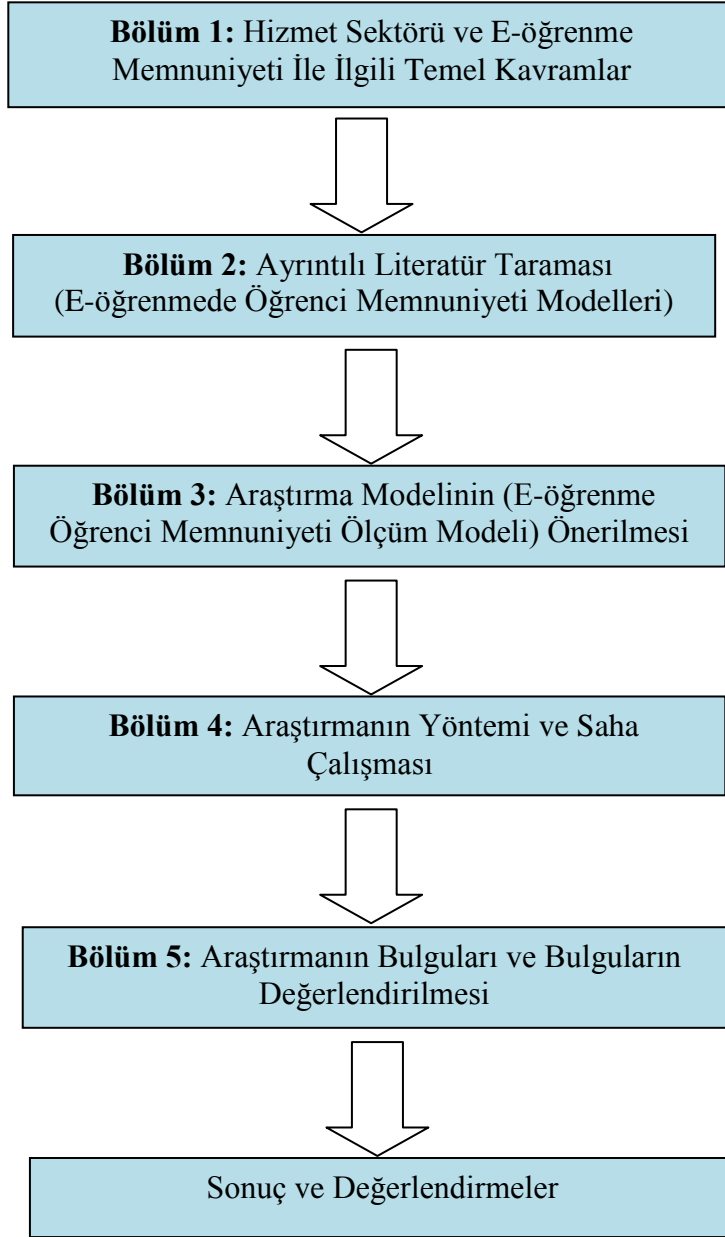 Bölüm 1: Hizmet Sektörü ve E-öğrenme
Memnuniyeti İle İlgili Temel Kavramlar
Bölüm 2: Ayrıntılı Literatür Taraması
(E-öğrenmede Öğrenci Memnuniyeti Modelleri)
Bölüm 3: Araştırma Modelinin (E-öğrenme
Öğrenci Memnuniyeti Ölçüm Modeli) Önerilmesi
Bölüm 4: Araştırmanın Yöntemi ve Saha
Çalışması
Bölüm 5: Araştırmanın Bulguları ve Bulguların
Değerlendirilmesi
Sonuç ve Değerlendirmeler